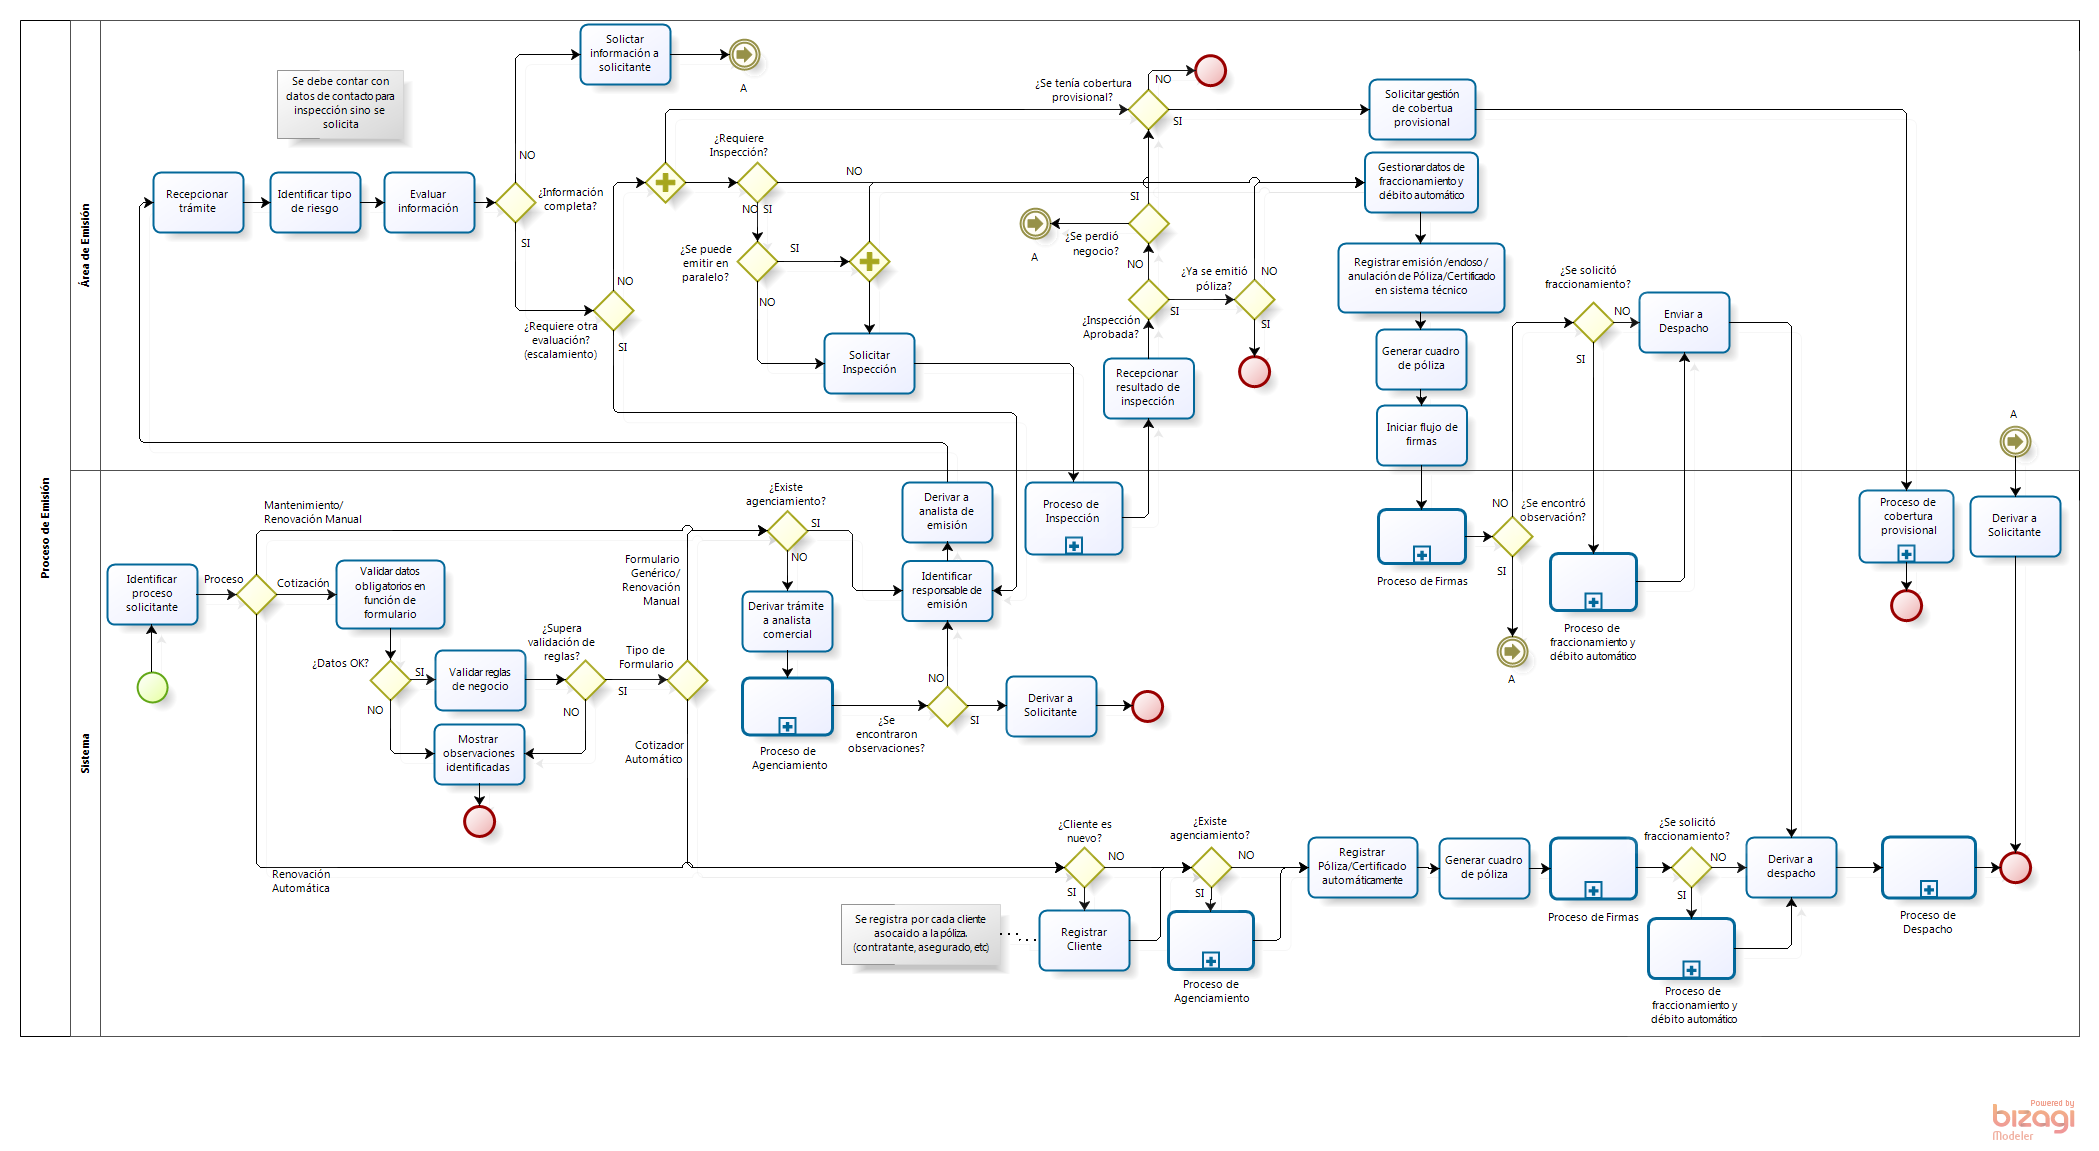 Proceso de Emisión
Área de Emisión
Sistema
Se debe contar con
datos de contacto para
inspección sino se
solicita
Solictar
información a
solicitante
A
NO
Recepcionar
trámite
Identificar tipo
de riesgo
Evaluar
información
¿Información
completa?
SI
NO
¿Requiere otra
evaluación?
(escalamiento)
SI
¿Requiere
Inspección?
NO
NO
SI
¿Se puede
emitir en
paralelo?
SI
NO
Solicitar
Inspección
¿Se tenía cobertura
provisional?
NO
SI
SI
¿Se perdió
negocio?
A
NO
¿Inspección
Aprobada?
SI
¿Ya se emitió
póliza?
NO
SI
Recepcionar
resultado de
inspección
Solicitar gestión
de cobertua
provisional
Gestionar datos de
fraccionamiento y
débito automático
Registrar emisión /endoso /
anulación de Póliza/Certificado
en sistema técnico
Generar cuadro
de póliza
Iniciar flujo de
firmas
¿Se solicitó
fraccionamiento?
NO
SI
Enviar a
Despacho
A
Mantenimiento/
Renovación Manual
Identificar
proceso
solicitante
Proceso
Cotización
Validar datos
obligatorios en
función de
formulario
¿Datos OK?
SI
NO
Validar reglas
de negocio
¿Supera
validación de
reglas?
SI
NO
Mostrar
observaciones
identificadas
Tipo de
Formulario
Formulario
Genérico/
Renovación
Manual
Cotizador
Automático
Renovación
Automática
¿Existe
agenciamiento?
SI
NO
Derivar trámite
a analista
comercial
Proceso de
Agenciamiento
Derivar a
analista de
emisión
Identificar
responsable de
emisión
NO
¿Se
encontraron
observaciones?
SI
Derivar a
Solicitante
Proceso de
Inspección
Proceso de Firmas
NO
¿Se encontró
observación?
SI
A
Proceso de
fraccionamiento y
débito automático
Proceso de
cobertura
provisional
Derivar a
Solicitante
¿Cliente es
nuevo?
NO
SI
Se registra por cada cliente
asocaido a la póliza.
(contratante, asegurado, etc)
Registrar
Cliente
¿Existe
agenciamiento?
NO
SI
Proceso de
Agenciamiento
Registrar
Póliza/Certificado
automáticamente
Generar cuadro
de póliza
Proceso de Firmas
¿Se solicitó
fraccionamiento?
NO
SI
Proceso de
fraccionamiento y
débito automático
Derivar a
despacho
Proceso de
Despacho
Powered by
bizagi
Modeler